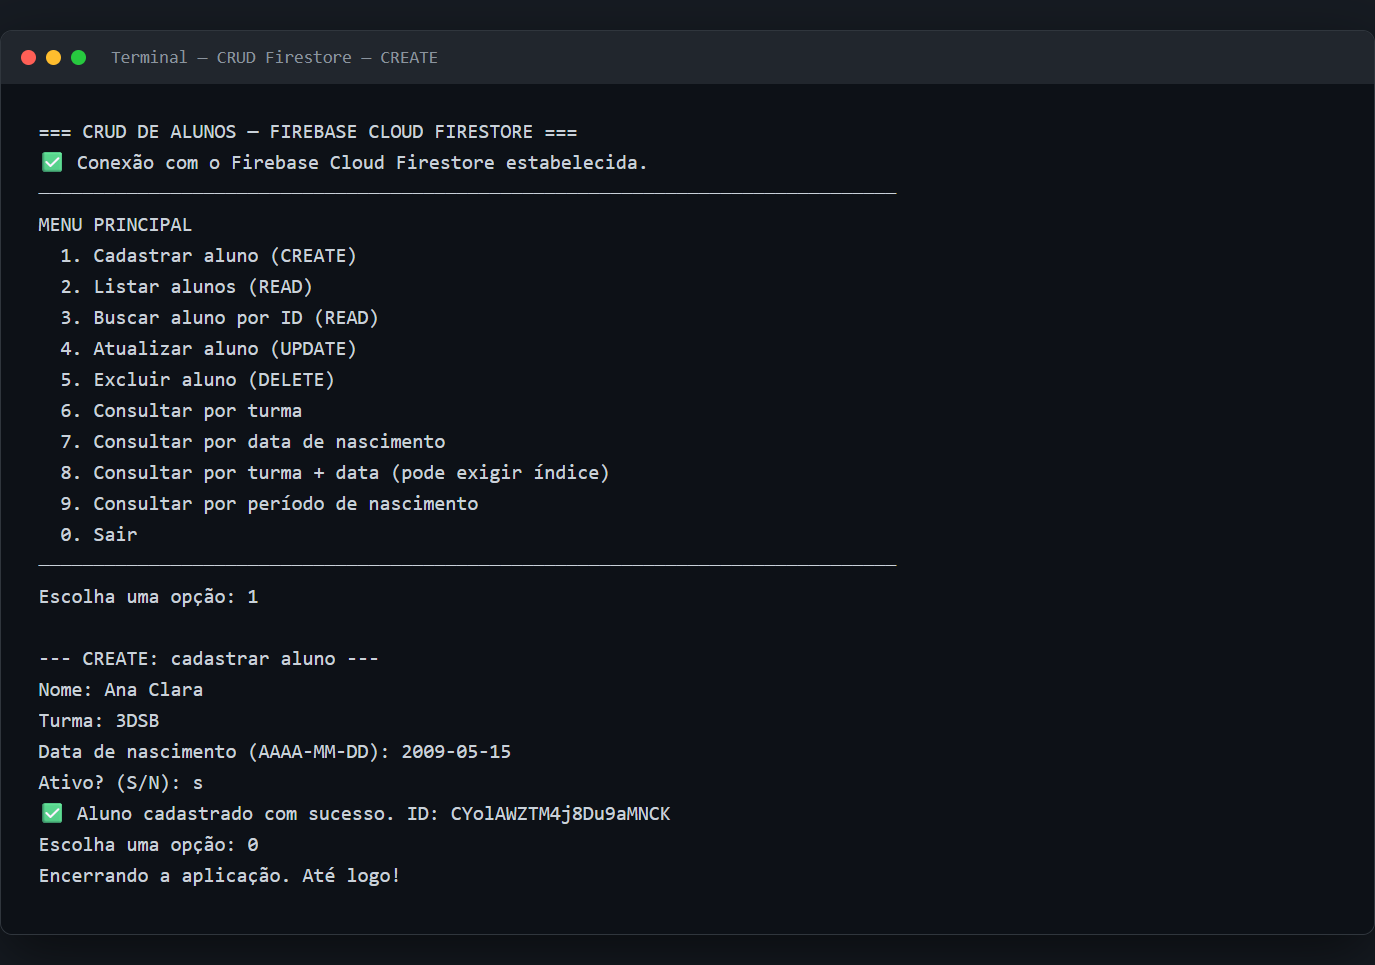 Terminal — CRUD Firestore — CREATE
=== CRUD DE ALUNOS — FIREBASE CLOUD FIRESTORE ===
✅ Conexão com o Firebase Cloud Firestore estabelecida.
MENU PRINCIPAL
1. Cadastrar aluno (CREATE)
2. Listar alunos (READ)
3. Buscar aluno por ID (READ)
4. Atualizar aluno (UPDATE)
5. Excluir aluno (DELETE)
6. Consultar por turma
7. Consultar por data de nascimento
8. Consultar por turma + data (pode exigir índice)
9. Consultar por período de nascimento
0. Sair
Escolha uma opção: 1
--- CREATE: cadastrar aluno ---
Nome: Ana Clara
Turma: 3DSB
Data de nascimento (AAAA-MM-DD): 2009-05-15
Ativo? (S/N): s
✅ Aluno cadastrado com sucesso. ID: CYolAWZTM4j8Du9aMNCK
Escolha uma opção: 0
Encerrando a aplicação. Até logo!